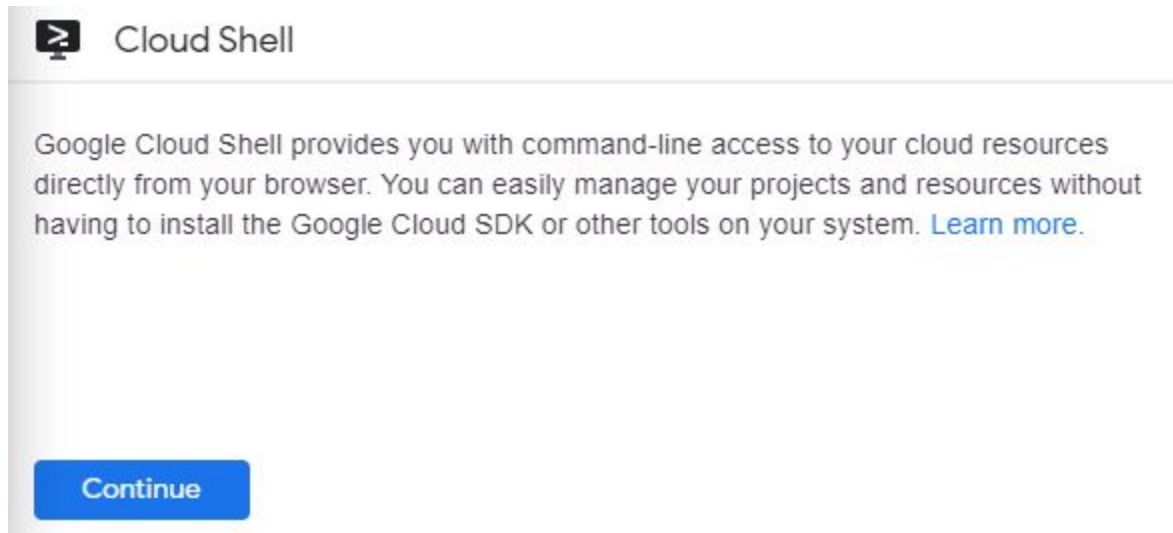 Cloud Shell
Google Cloud Shell provides you with command-line access to your cloud resources
directly from your browser. You can easily manage your projects and resources without
having to install the Google Cloud SDK or other tools on your system. Learn more.
Continue